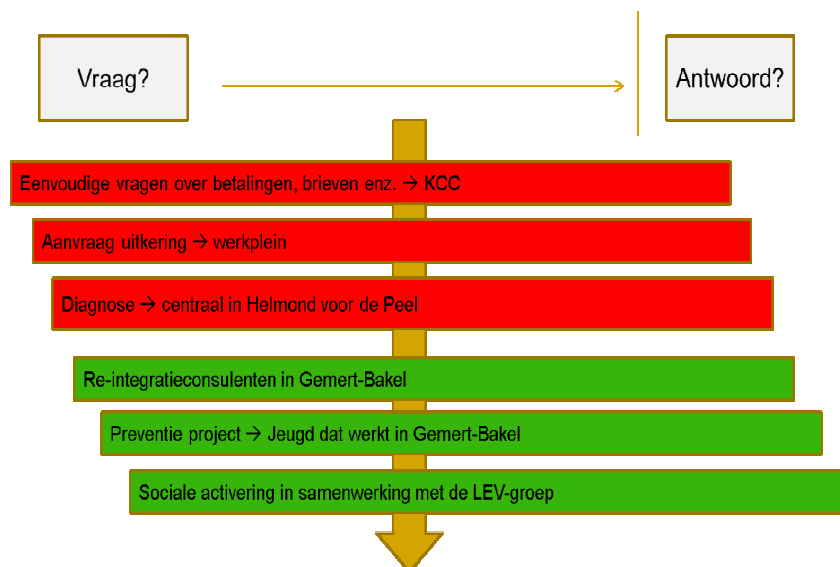 Vraag?
Antwoord?
Eenvoudige vragen over betalingen, brieven enz. → KCC
Aanvraag uitkering → werkplein
Diagnose → centraal in Helmond voor de Peel
Re-integratieconsulenten in Gemert-Bakel
Preventie project → Jeugd dat werkt in Gemert-Bakel
Sociale activering in samenwerking met de LEV-groep